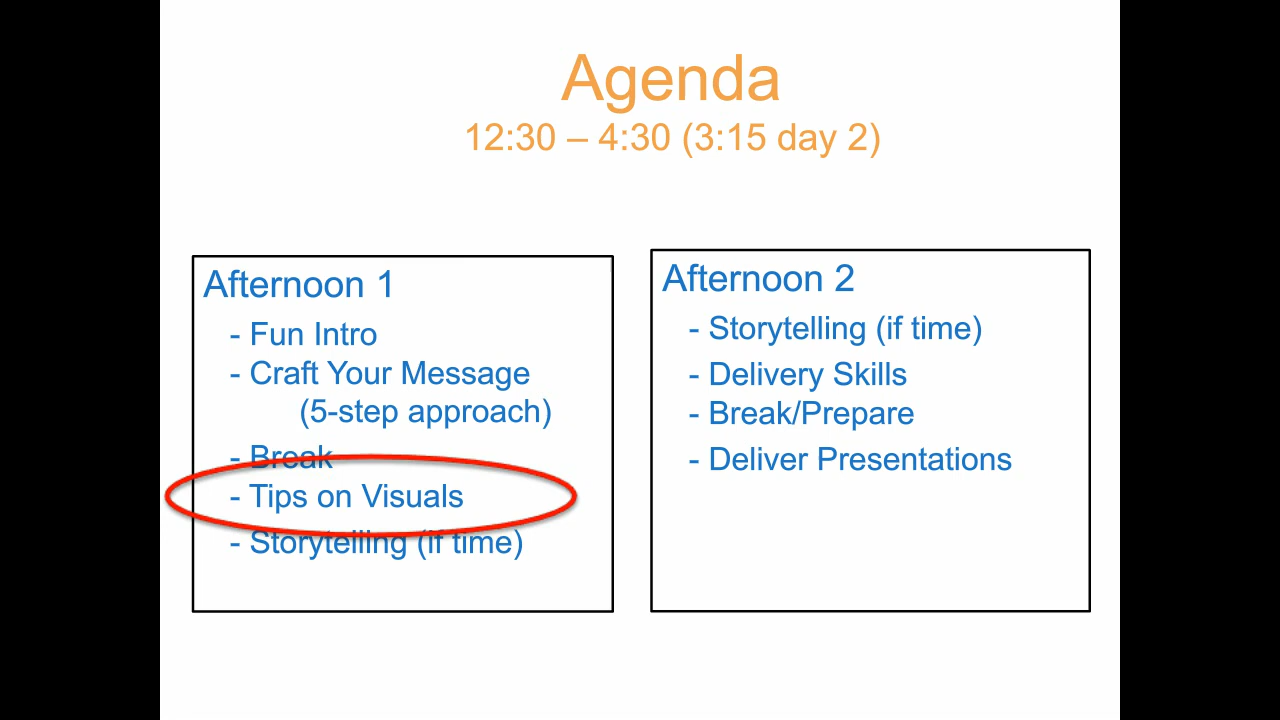 Agenda
12:30 – 4:30 (3:15 day 2)
Afternoon 1
- Fun Intro
- Craft Your Message
(5-step approach)
- Break
- Tips on Visuals
- Storytelling (if time)
Afternoon 2
- Storytelling (if time)
- Delivery Skills
- Break/Prepare
- Deliver Presentations